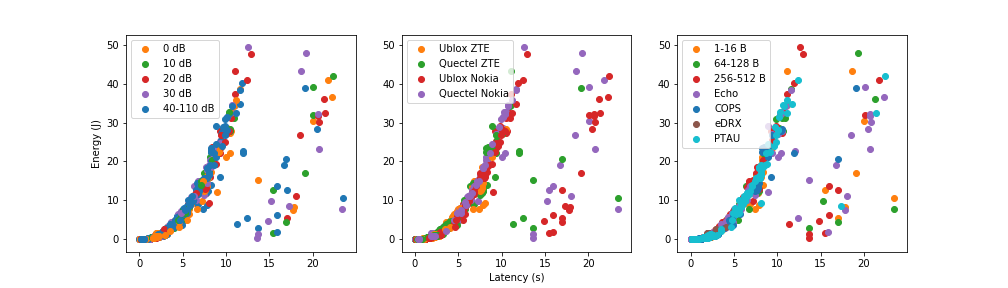 0 dB
10 dB
20 dB
30 dB
40-110 dB
Energy (J)
50
40
30
20
10
0
0
5
10
15
20
Ublox ZTE
Quectel ZTE
Ublox Nokia
Quectel Nokia
50
40
30
20
10
0
0
5
10
15
20
Latency (s)
1-16 B
64-128 B
256-512 B
Echo
COPS
eDRX
PTAU
50
40
30
20
10
0
0
5
10
15
20